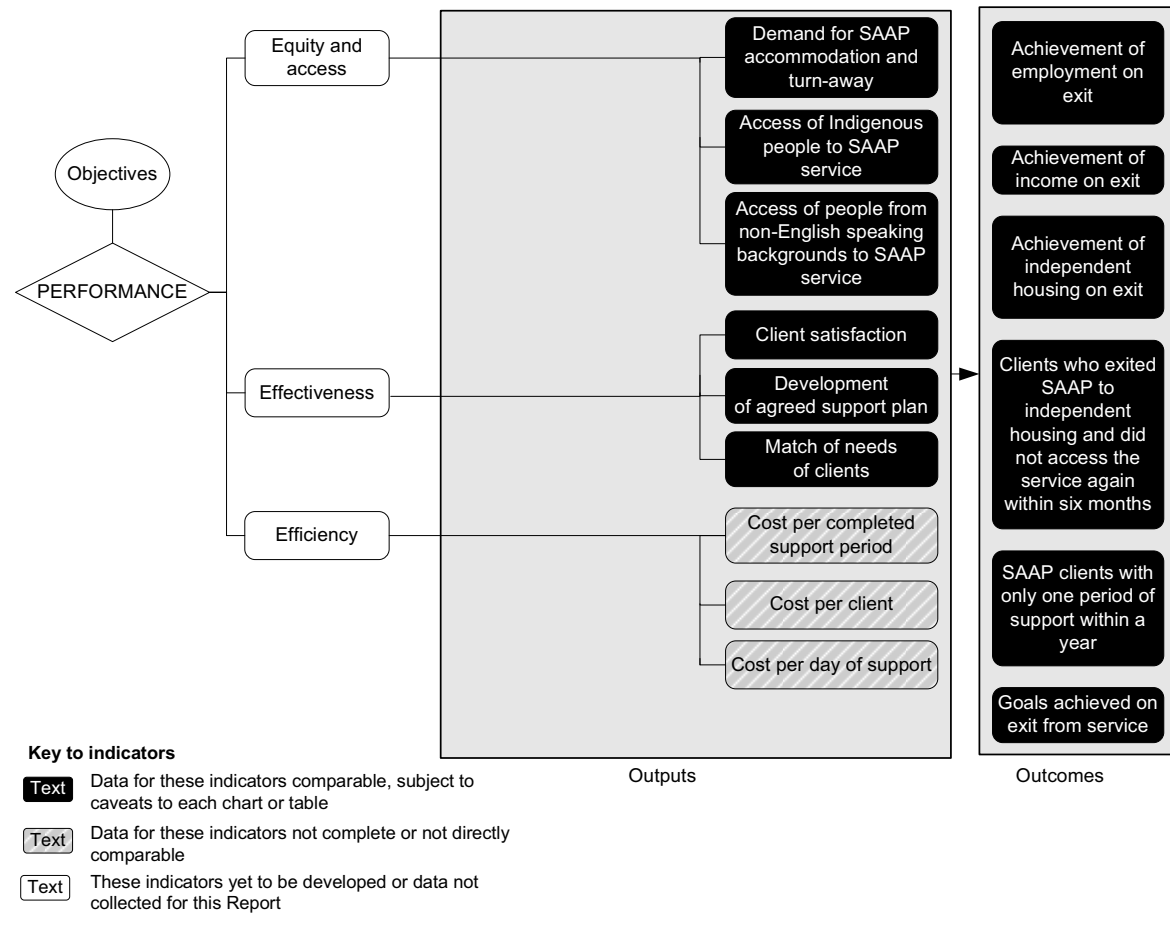 Objectives
PERFORMANCE
Equity and
access
Effectiveness
Efficiency
Demand for SAAP
accommodation and
turn-away
Access of Indigenous
people to SAAP
service
Access of people from
non-English speaking
backgrounds to SAAP
service
Client satisfaction
Development
of agreed support plan
Match of needs
of clients
Cost per completed
support period
Cost per client
Cost per day of support
Outputs
Achievement of
employment on
exit
Achievement of
income on exit
Achievement of
independent
housing on exit
Clients who exited
SAAP to
independent
housing and did
not access the
service again
within six months
SAAP clients with
only one period of
support within a
year
Goals achieved on
exit from service
Outcomes
Key to indicators
Text
Data for these indicators comparable, subject to
caveats to each chart or table
Text
Data for these indicators not complete or not directly
comparable
Text
These indicators yet to be developed or data not
collected for this Report